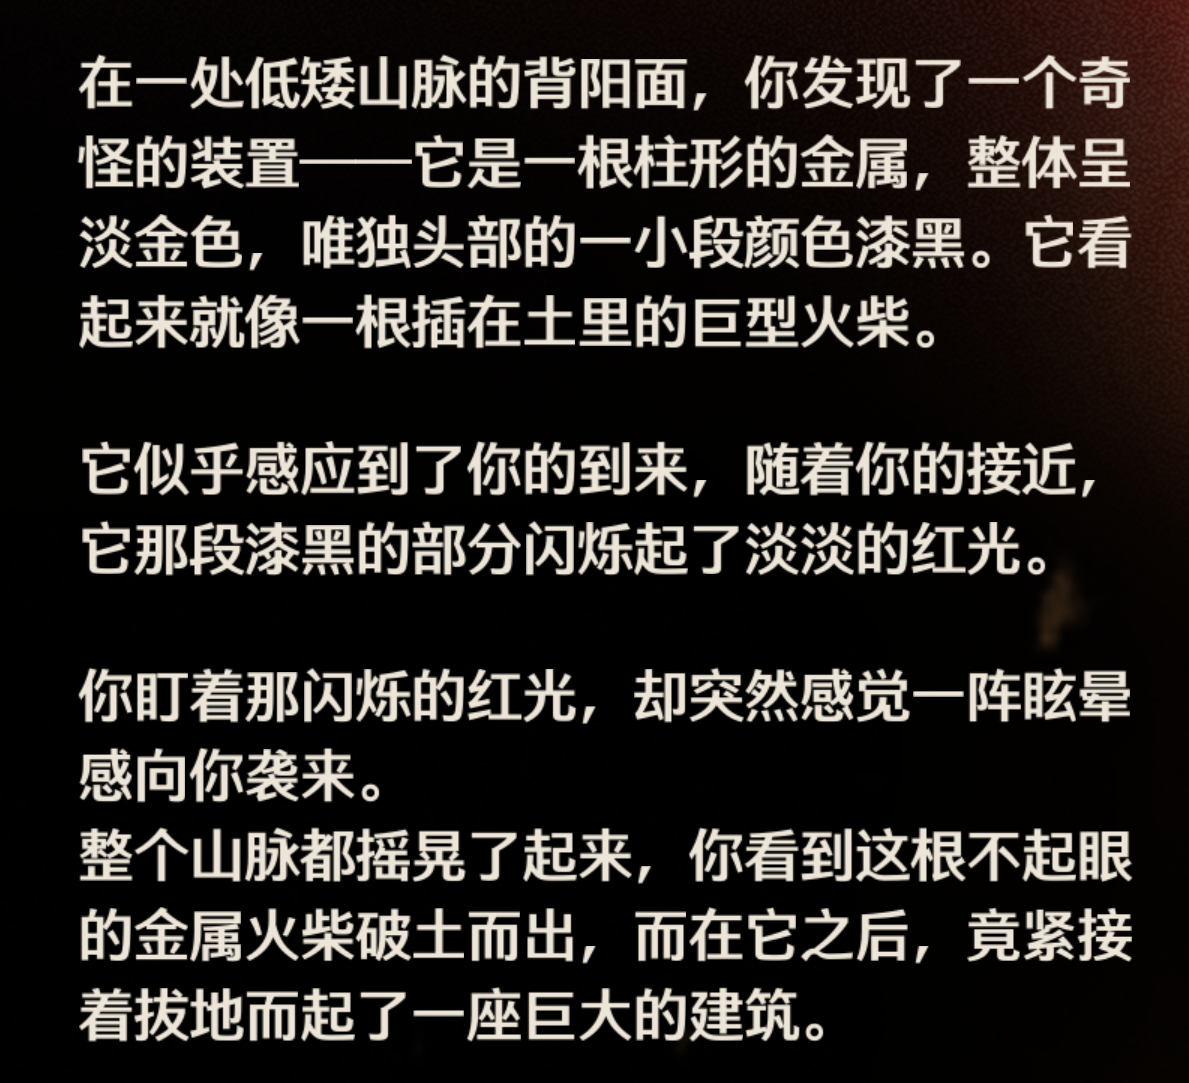 在一处低矮山脉的背阳面，你发现了一个奇
怪的装置——它是一根柱形的金属，整体呈
淡金色，唯独头部的一小段颜色漆黑。它看
起来就像一根插在土里的巨型火柴。
它似乎感应到了你的到来，随着你的接近，
它那段漆黑的部分闪烁起了淡淡的红光。
你盯着那闪烁的红光，却突然感觉一阵眩晕
感向你袭来。
整个山脉都摇晃了起来，你看到这根不起眼
的金属火柴破土而出，而在它之后，竟紧接
着拔地而起了一座巨大的建筑。